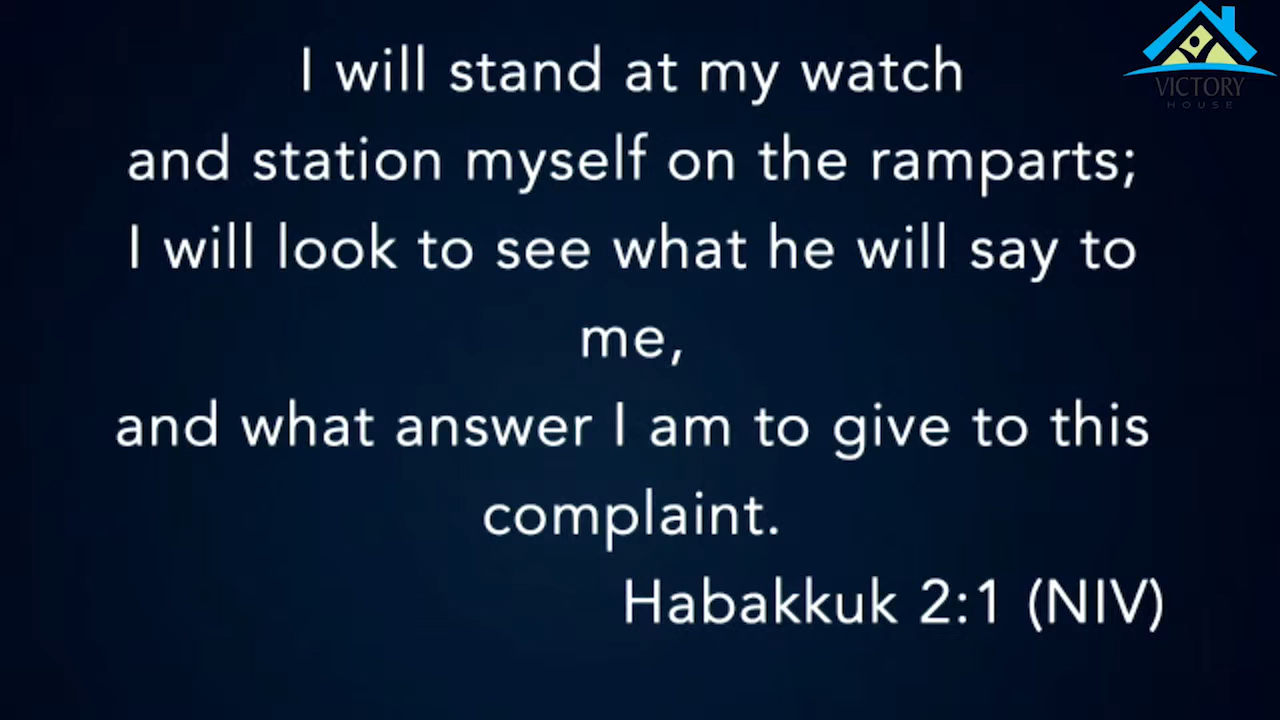 VICTORY
HOUSE
I will stand at my watch
and station myself on the ramparts;
I will look to see what he will say to
me,
and what answer I am to give to this
complaint.
Habakkuk 2:1 (NIV)